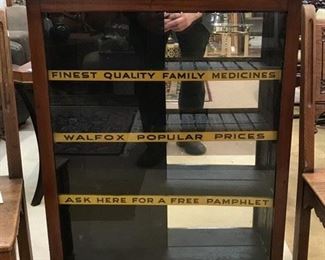 FINEST QUALITY FAMILY MEDICINES
WALFOX POPULAR PRICES
ASK HERE FOR A FREE PAMPHLET